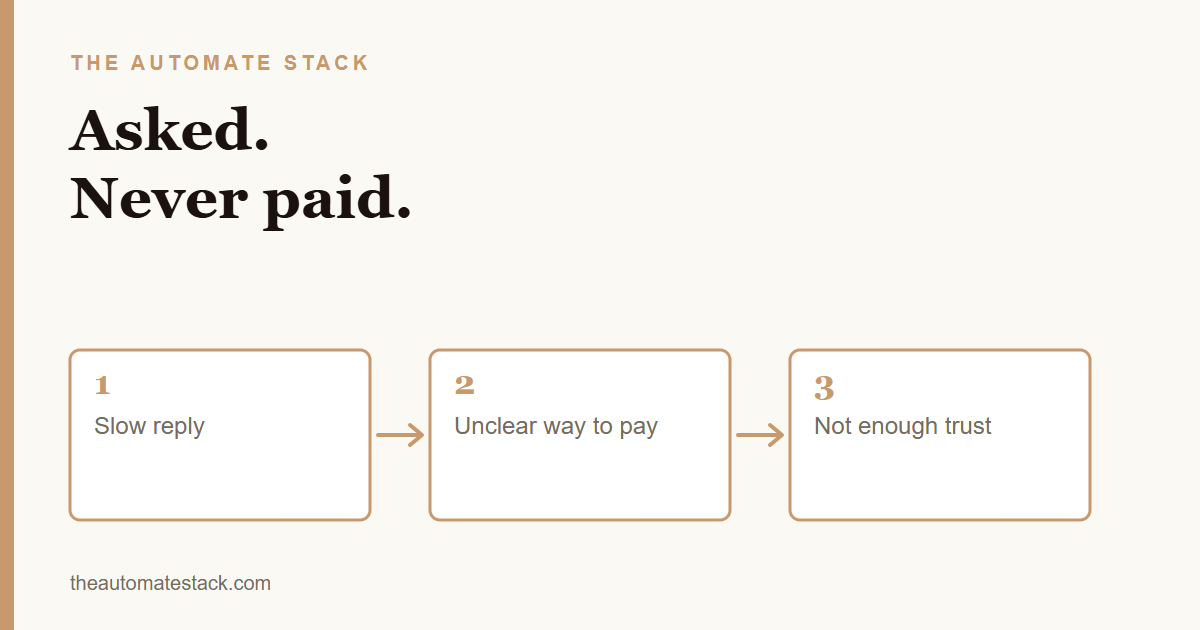 THE AUTOMATE STACK
Asked.
Never paid.
1
Slow reply
2
Unclear way to pay
3
Not enough trust
theautomatestack.com